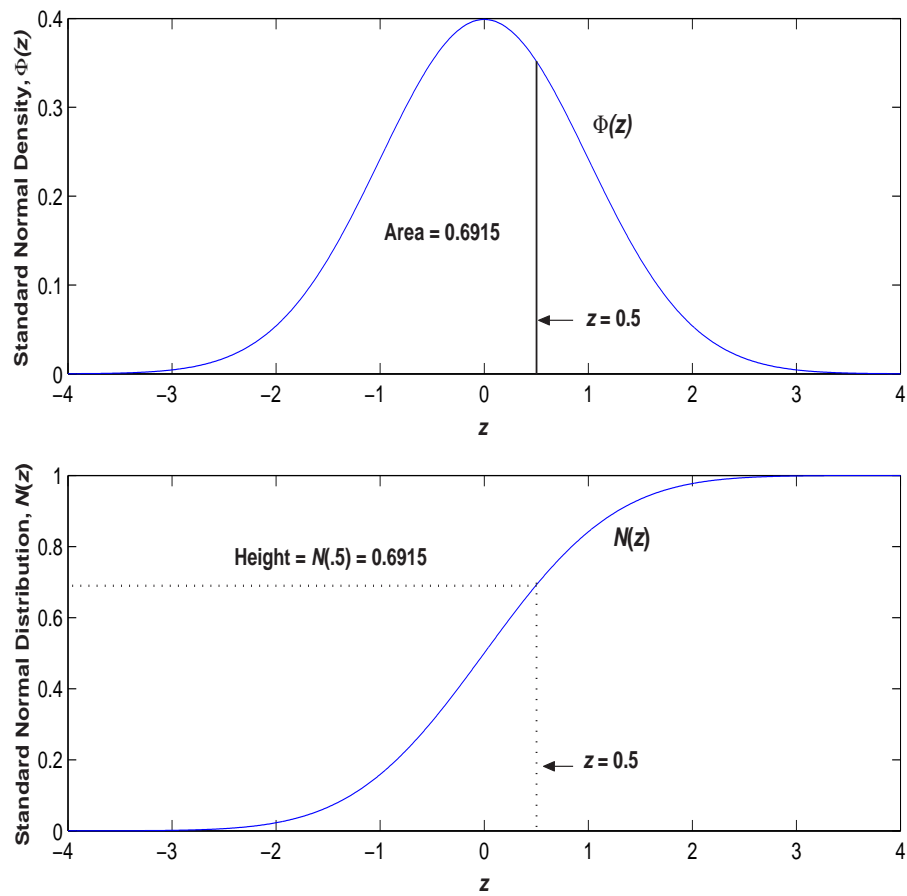 Standard Normal Density, Φ(z)
0.4
0.3
0.2
0.1
0
Φ(z)
Area = 0.6915
z = 0.5
−4 −3 −2 −1 0 1 2 3 4
z
Standard Normal Distribution, N(z)
1
0.8
0.6
0.4
0.2
0
N(z)
Height = N(.5) = 0.6915
z = 0.5
−4 −3 −2 −1 0 1 2 3 4
z